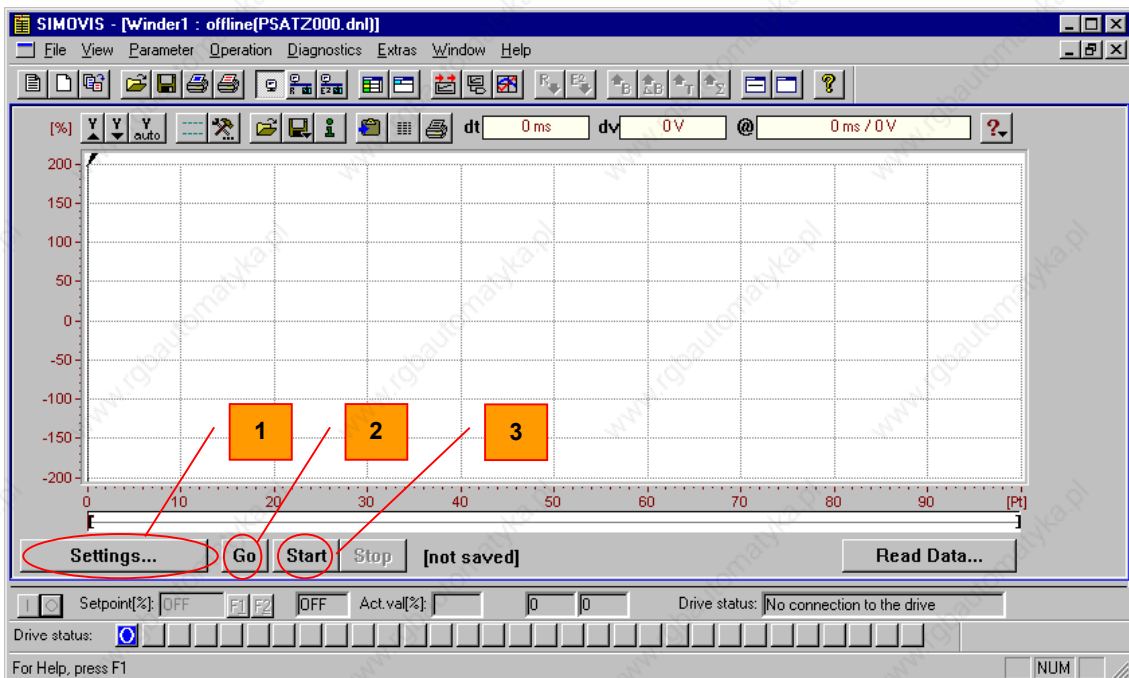 SIMOVIS - [Winder1 : offline(PSATZ000.dnl)]
File View Parameter Operation Diagnostics Extras Window Help
[%] Y Y Y auto dt 0 ms dv 0 V @ 0 ms / 0 V ?
200
150
100
50
0
-50
-100
-150
-200
1 2 3
0 10 20 30 40 50 60 70 80 90 [Pt]
Settings... Go Start Stop [not saved] Read Data...
I O Setpoint[%]: OFF F1 F2 OFF Act.val[%]: 0 0 Drive status: No connection to the drive
Drive status: O
For Help, press F1 NUM
www.rgbautomatyka.pl